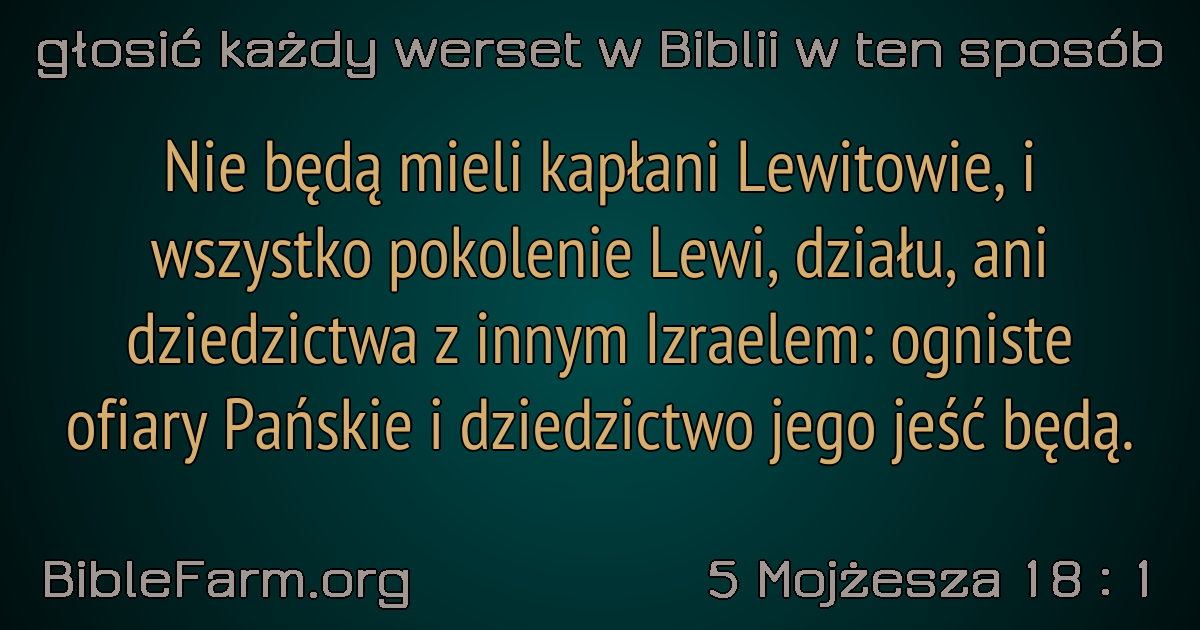 głosić każdy werset w Biblii w ten sposób
Nie będą mieli kapłani Lewitowie, i
wszystko pokolenie Lewi, działu, ani
dziedzictwa z innym Izraelem: ogniste
ofiary Pańskie i dziedzictwo jego jeść będą.
BibleFarm.org
5 Mojżesza 18 : 1